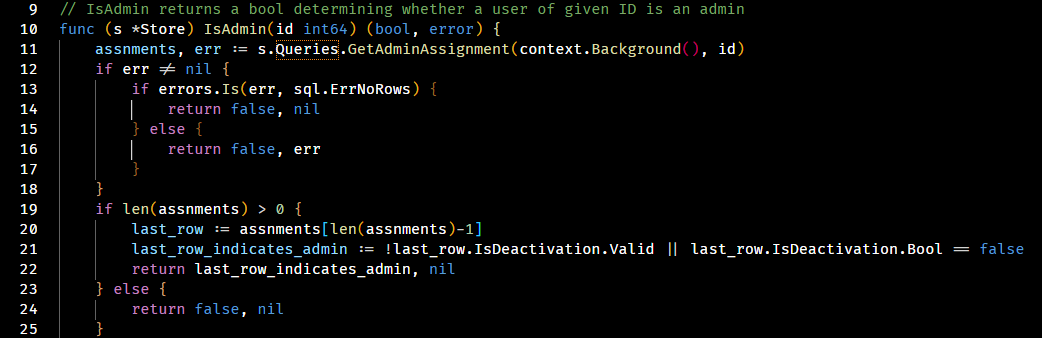 9 // IsAdmin returns a bool determining whether a user of given ID is an admin
10 func (s *Store) IsAdmin(id int64) (bool, error) {
11     assnments, err := s.Queries.GetAdminAssignment(context.Background(), id)
12     if err != nil {
13         if errors.Is(err, sql.ErrNoRows) {
14             return false, nil
15         } else {
16             return false, err
17         }
18     }
19     if len(assnments) > 0 {
20         last_row := assnments[len(assnments)-1]
21         last_row_indicates_admin := !last_row.IsDeactivation.Valid || last_row.IsDeactivation.Bool == false
22         return last_row_indicates_admin, nil
23     } else {
24         return false, nil
25     }